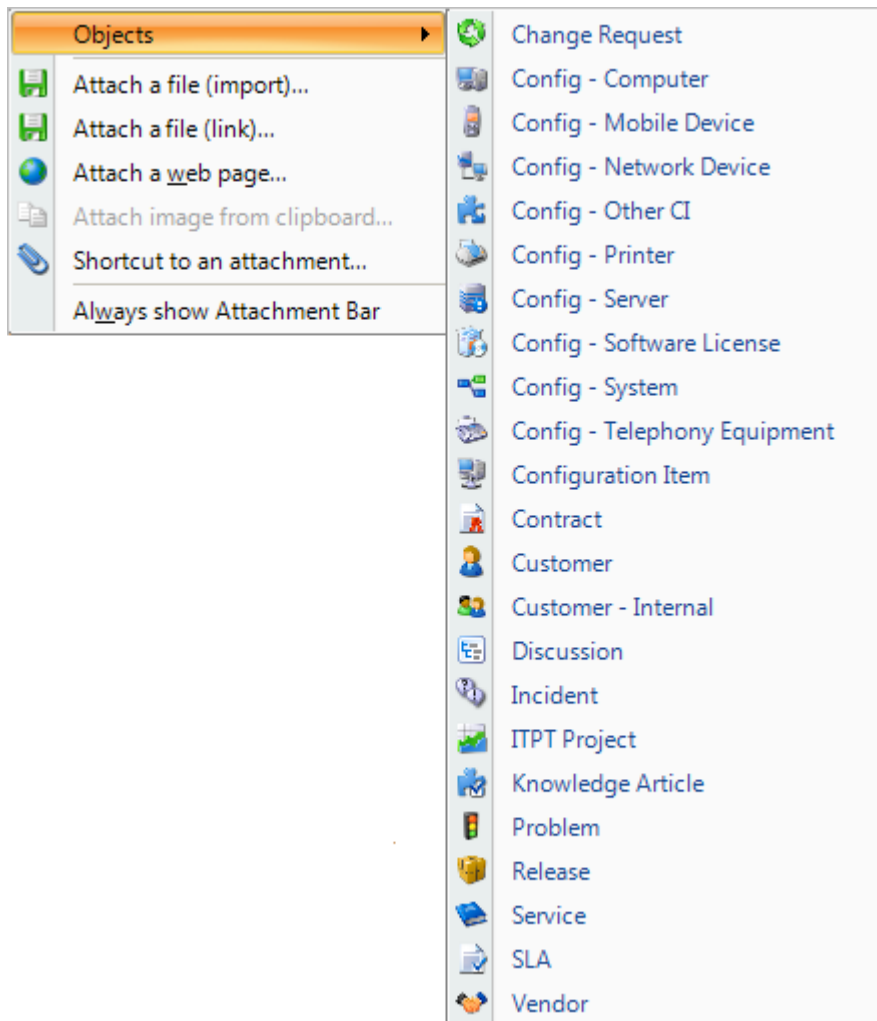 Objects
Attach a file (import)...
Attach a file (link)...
Attach a web page...
Attach image from clipboard...
Shortcut to an attachment...
Always show Attachment Bar
Change Request
Config - Computer
Config - Mobile Device
Config - Network Device
Config - Other CI
Config - Printer
Config - Server
Config - Software License
Config - System
Config - Telephony Equipment
Configuration Item
Contract
Customer
Customer - Internal
Discussion
Incident
ITPT Project
Knowledge Article
Problem
Release
Service
SLA
Vendor